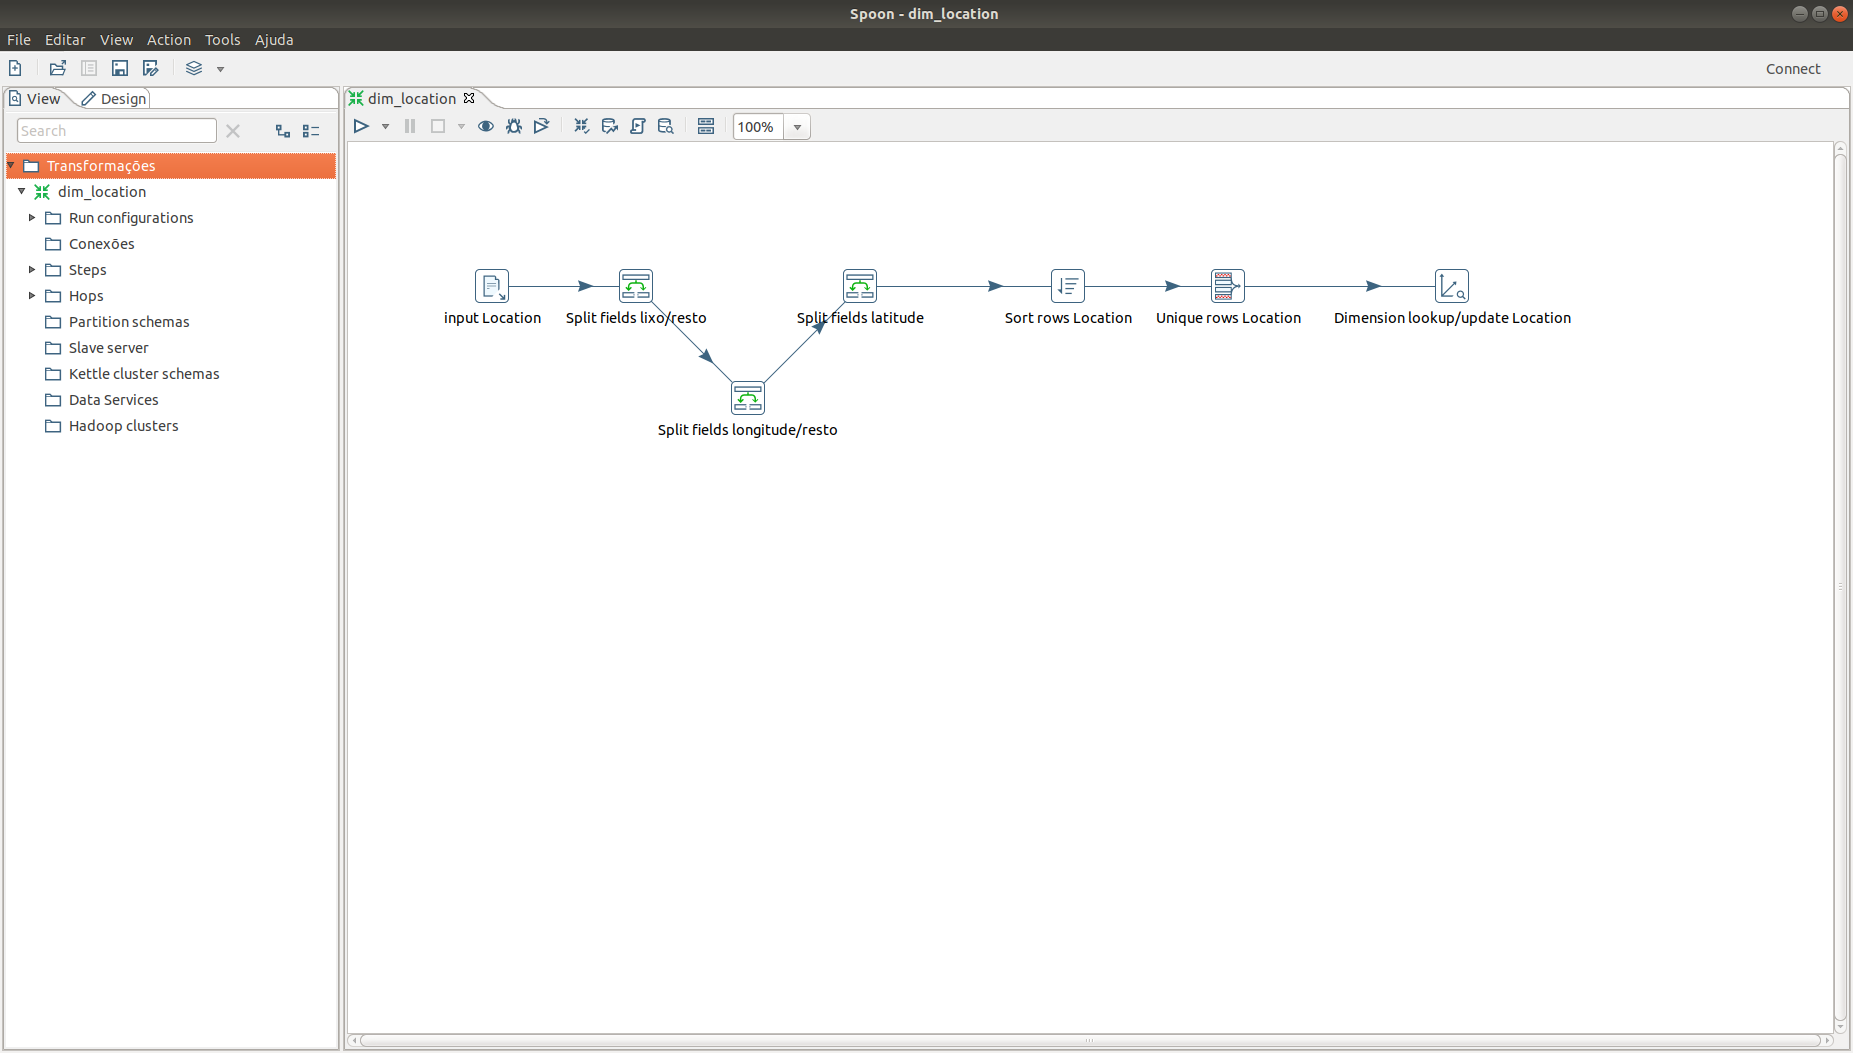 Spoon - dim_location
File Editar View Action Tools Ajuda
Connect
View Design
dim_location
Search
100%
Transformações
dim_location
Run configurations
Conexões
Steps
Hops
Partition schemas
Slave server
Kettle cluster schemas
Data Services
Hadoop clusters
input Location
Split fields lixo/resto
Split fields latitude
Sort rows Location
Unique rows Location
Dimension lookup/update Location
Split fields longitude/resto